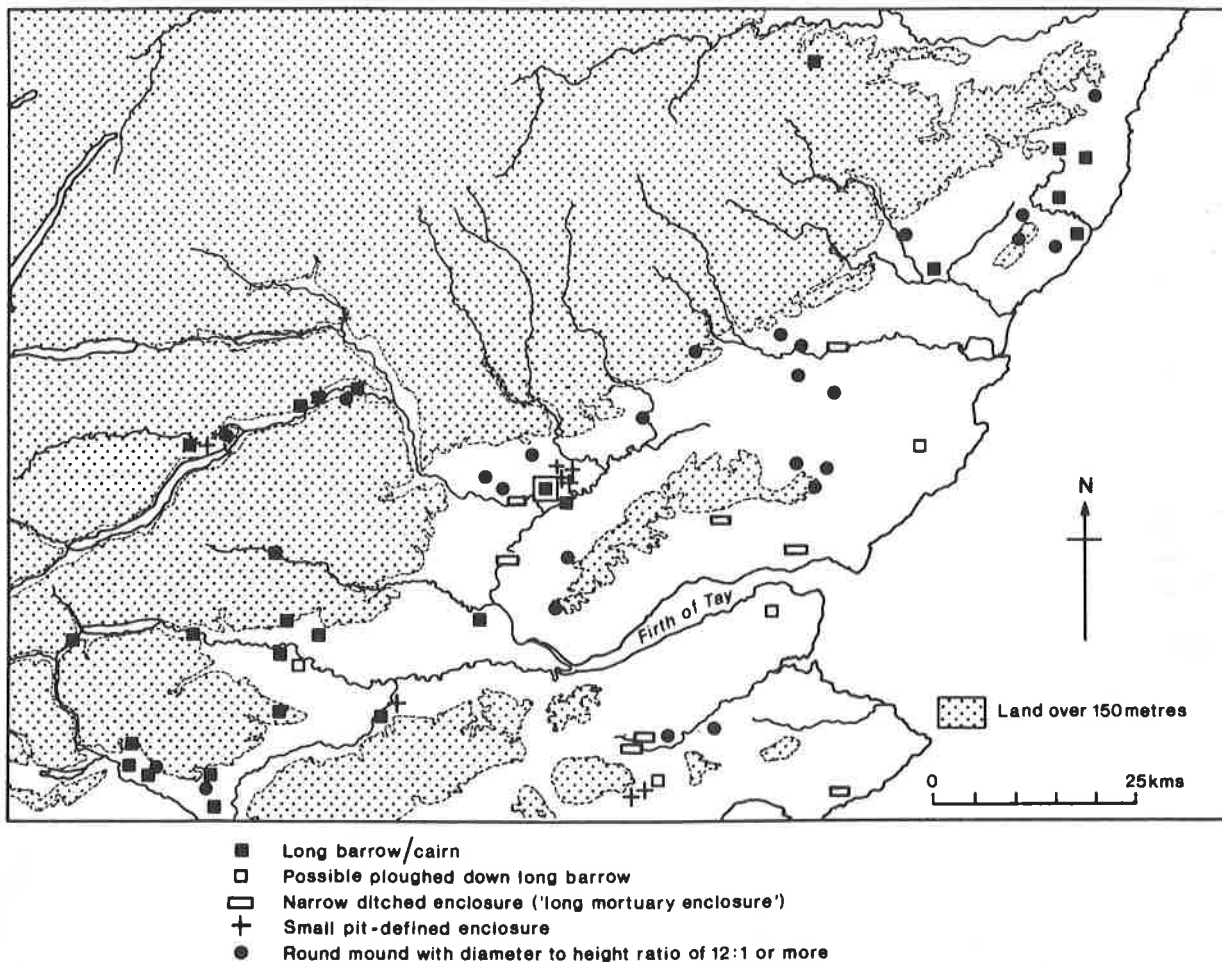 N
Firth of Tay
Land over 150 metres
0 25kms
Long barrow/cairn
Possible ploughed down long barrow
Narrow ditched enclosure ('long mortuary enclosure')
Small pit-defined enclosure
Round mound with diameter to height ratio of 12:1 or more